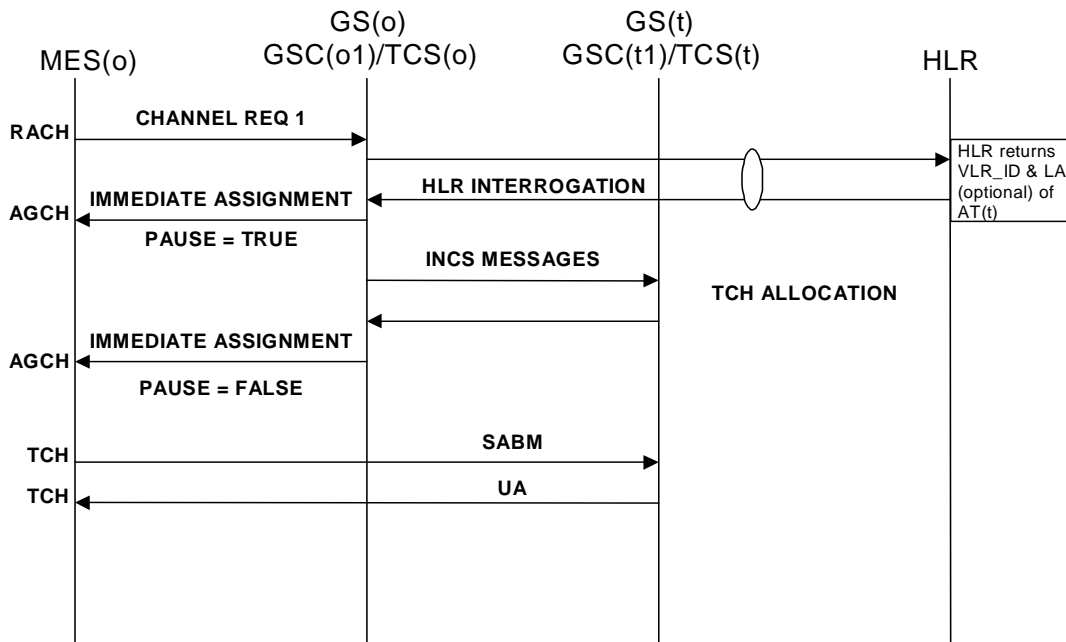 GS(o)
GS(t)
MES(o)
GSC(o1)/TCS(o)
GSC(t1)/TCS(t)
HLR
RACH
CHANNEL REQ 1
HLR returns
VLR_ID & LA
(optional) of
AT(t)
HLR INTERROGATION
IMMEDIATE ASSIGNMENT
AGCH
PAUSE = TRUE
INCS MESSAGES
TCH ALLOCATION
IMMEDIATE ASSIGNMENT
AGCH
PAUSE = FALSE
SABM
TCH
UA
TCH